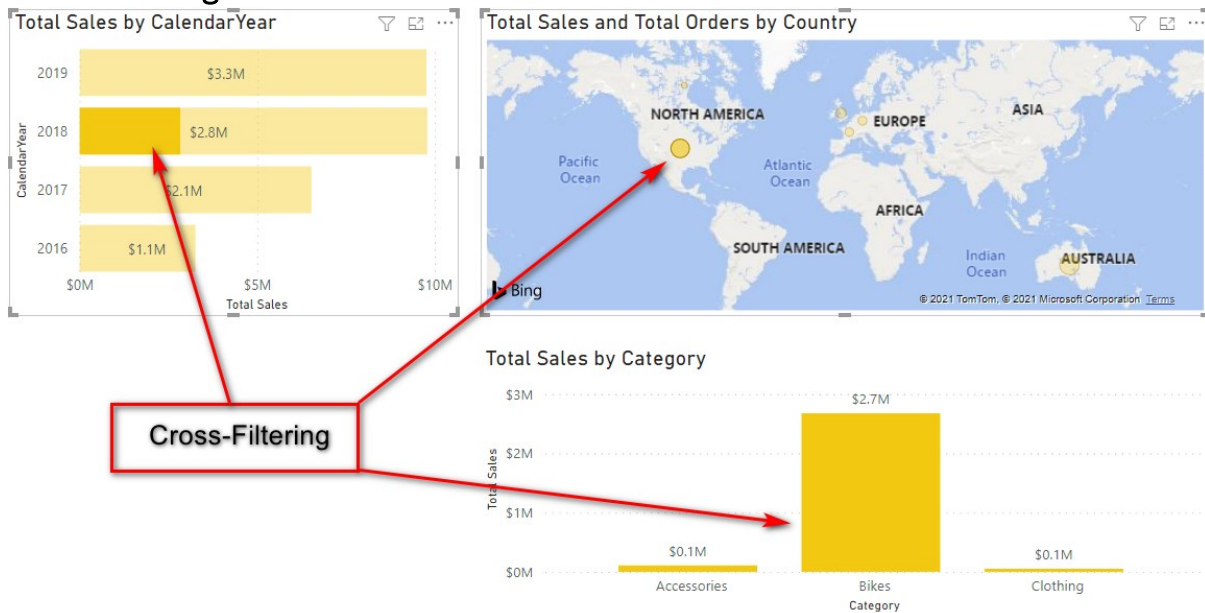 Total Sales by CalendarYear
2019
$3.3M
2018
$2.8M
2017
$2.1M
2016
$1.1M
CalendarYear
$0M
$5M
$10M
Total Sales
Total Sales and Total Orders by Country
NORTH AMERICA
EUROPE
ASIA
Pacific
Ocean
Atlantic
Ocean
AFRICA
SOUTH AMERICA
Indian
Ocean
AUSTRALIA
Bing
© 2021 TomTom, © 2021 Microsoft Corporation Terms
Cross-Filtering
Total Sales by Category
$3M
$2M
$1M
$0M
Total Sales
$0.1M
$2.7M
$0.1M
Accessories
Bikes
Clothing
Category